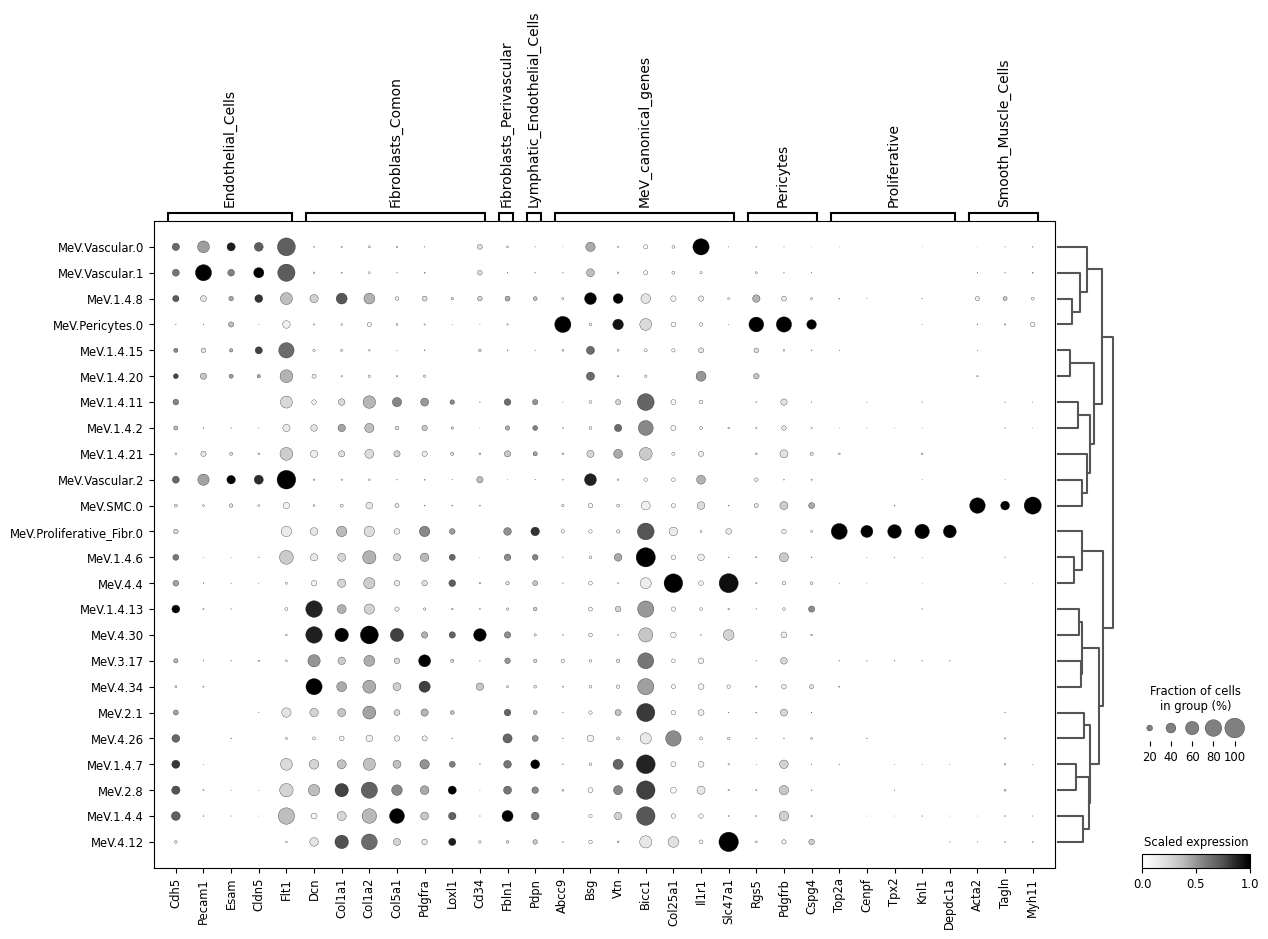 Endothelial_Cells
Fibroblasts_Comon
Fibroblasts_Perivascular
Lymphatic_Endothelial_Cells
MeV_canonical_genes
Pericytes
Proliferative
Smooth_Muscle_Cells
MeV.Vascular.0
MeV.Vascular.1
MeV.1.4.8
MeV.Pericytes.0
MeV.1.4.15
MeV.1.4.20
MeV.1.4.11
MeV.1.4.2
MeV.1.4.21
MeV.Vascular.2
MeV.SMC.0
MeV.Proliferative_Fibr.0
MeV.1.4.6
MeV.4.4
MeV.1.4.13
MeV.4.30
MeV.3.17
MeV.4.34
MeV.2.1
MeV.4.26
MeV.1.4.7
MeV.2.8
MeV.1.4.4
MeV.4.12
Cdh5
Pecam1
Esam
Cldn5
Flt1
Dcn
Col1a1
Col1a2
Col5a1
Pdgfra
Loxl1
Cd34
Fbln1
Pdpn
Abcc9
Bsg
Vtn
Bicc1
Col25a1
Il1r1
Slc47a1
Rgs5
Pdgfrb
Cspg4
Top2a
Cenpf
Tpx2
Knl1
Depdc1a
Acta2
Tagln
Myh11
Fraction of cells
in group (%)
20 40 60 80 100
Scaled expression
0.0 0.5 1.0